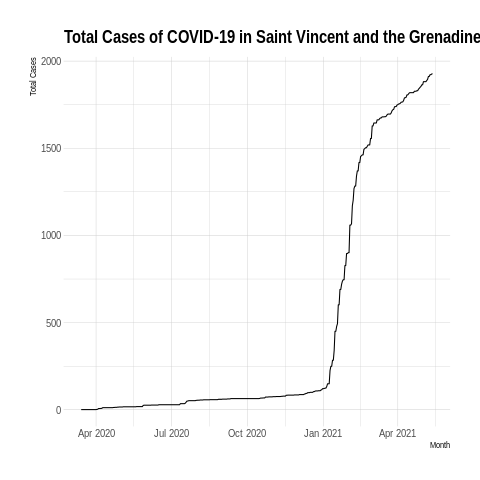 Total Cases of COVID-19 in Saint Vincent and the Grenadine
Total Cases
2000
1500
1000
500
0
Apr 2020 Jul 2020 Oct 2020 Jan 2021 Apr 2021
Month